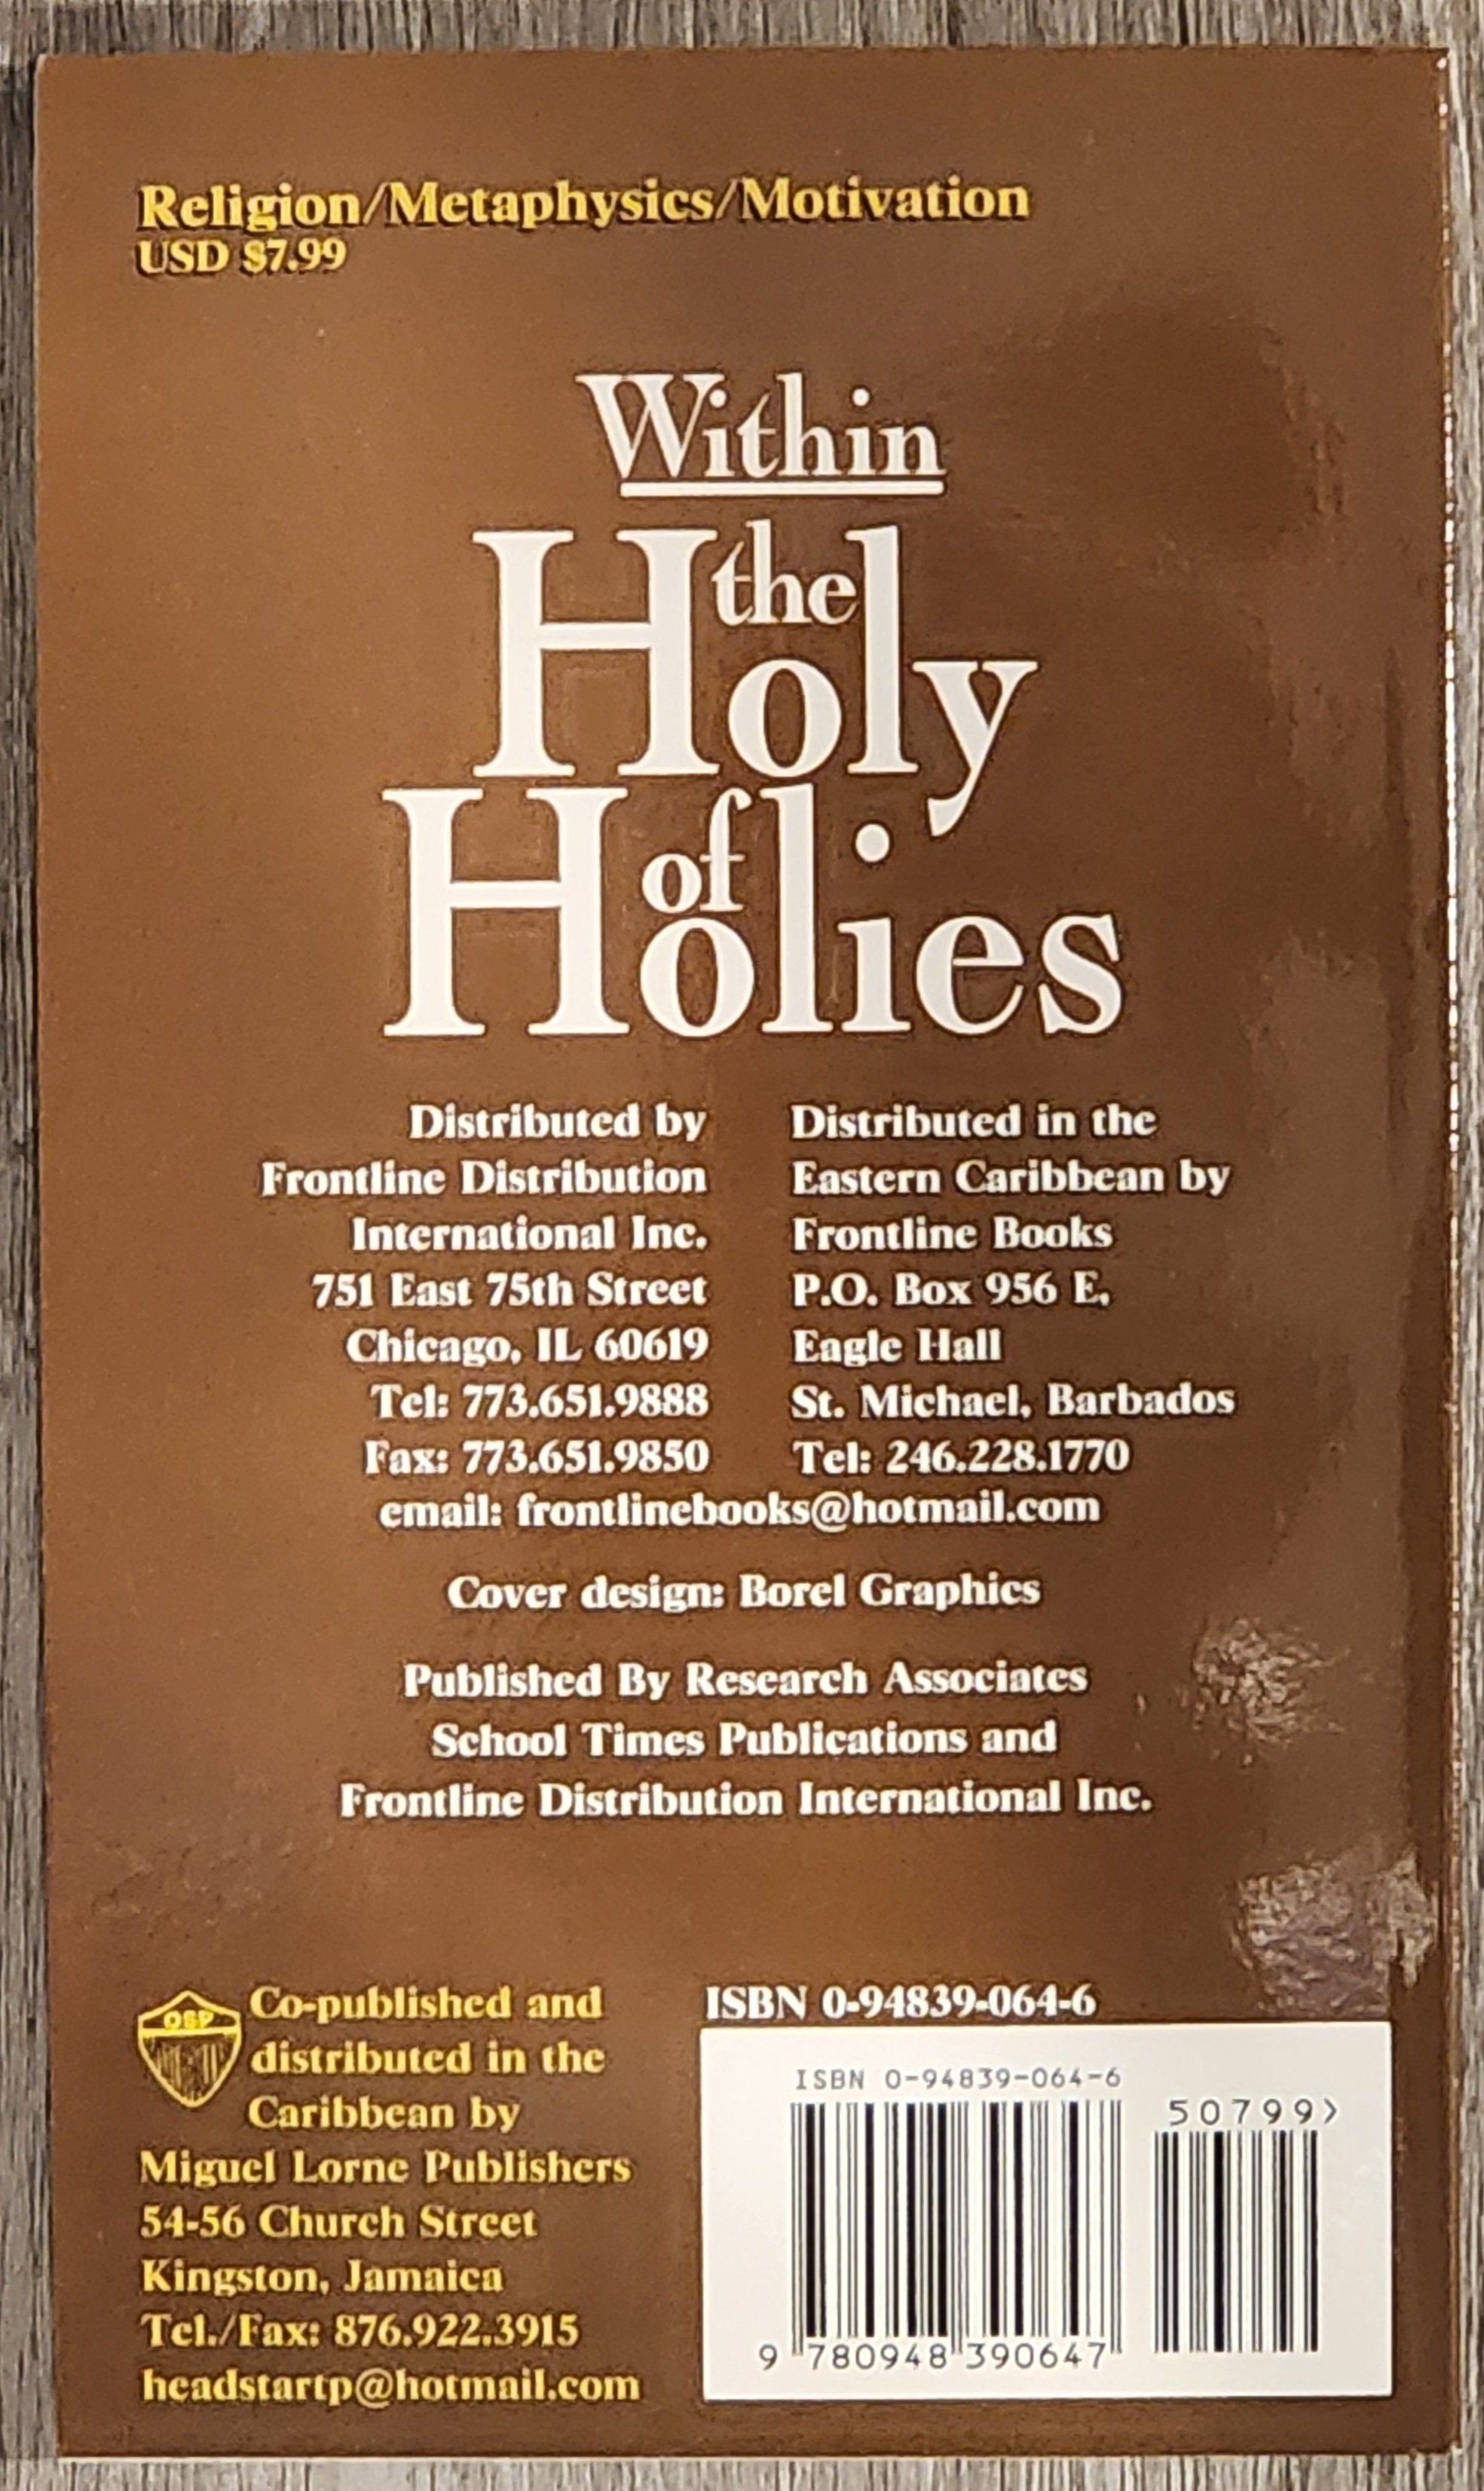 Religion/Metaphysics/Motivation
USD $7.99
Within
the
Holy
of
Holies
Distributed by
Frontline Distribution
International Inc.
751 East 75th Street
Chicago, IL 60619
Tel: 773.651.9888
Fax: 773.651.9850
Distributed in the
Eastern Caribbean by
Frontline Books
P.O. Box 956 E,
Eagle Hall
St. Michael, Barbados
Tel: 246.228.1770
email: frontlinebooks@hotmail.com
Cover design: Borel Graphics
Published By Research Associates
School Times Publications and
Frontline Distribution International Inc.
Co-published and
distributed in the
Caribbean by
Miguel Lorne Publishers
54-56 Church Street
Kingston, Jamaica
Tel./Fax: 876.922.3915
headstartp@hotmail.com
ISBN 0-94839-064-6
ISBN 0-94839-064-6
50799>
9 780948 390647